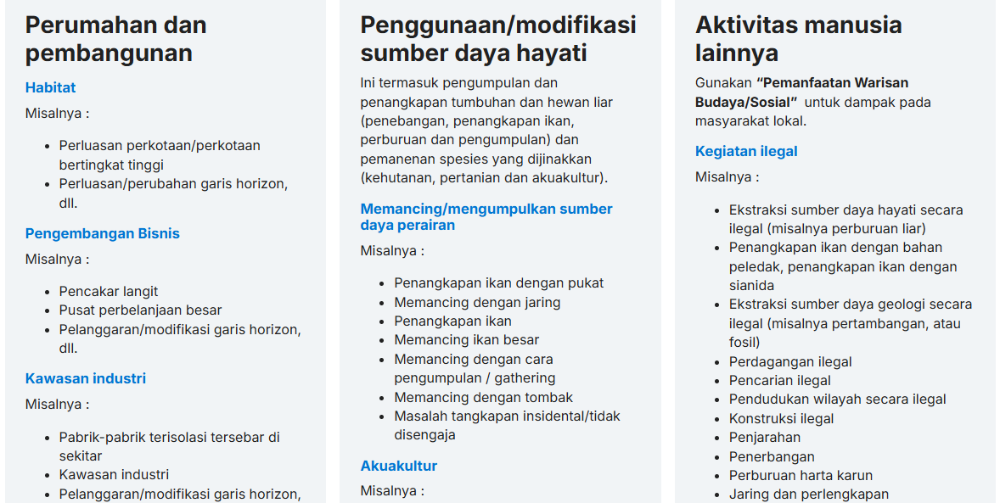 Perumahan dan
pembangunan
Habitat
Misalnya :
Perluasan perkotaan/perkotaan
bertingkat tinggi
Perluasan/perubahan garis horizon,
dll.
Pengembangan Bisnis
Misalnya :
Pencakar langit
Pusat perbelanjaan besar
Pelanggaran/modifikasi garis horizon,
dll.
Kawasan industri
Misalnya :
Pabrik-pabrik terisolasi tersebar di
sekitar
Kawasan industri
Pelanggaran/modifikasi garis horizon,
Penggunaan/modifikasi
sumber daya hayati
Ini termasuk pengumpulan dan
penangkapan tumbuhan dan hewan liar
(penebangan, penangkapan ikan,
perburuan dan pengumpulan) dan
pemanenan spesies yang dijinakkan
(kehutanan, pertanian dan akuakultur).
Memancing/mengumpulkan sumber
daya perairan
Misalnya :
Penangkapan ikan dengan pukat
Memancing dengan jaring
Penangkapan ikan
Memancing ikan besar
Memancing dengan cara
pengumpulan / gathering
Memancing dengan tombak
Masalah tangkapan insidental/tidak
disengaja
Akuakultur
Misalnya :
Aktivitas manusia
lainnya
Gunakan “Pemanfaatan Warisan
Budaya/Sosial” untuk dampak pada
masyarakat lokal.
Kegiatan ilegal
Misalnya :
Ekstraksi sumber daya hayati secara
ilegal (misalnya perburuan liar)
Penangkapan ikan dengan bahan
peledak, penangkapan ikan dengan
sianida
Ekstraksi sumber daya geologi secara
ilegal (misalnya pertambangan, atau
fosil)
Perdagangan ilegal
Pencarian ilegal
Pendudukan wilayah secara ilegal
Konstruksi ilegal
Penjarahan
Penerbangan
Perburuan harta karun
Jaring dan perlengkapan